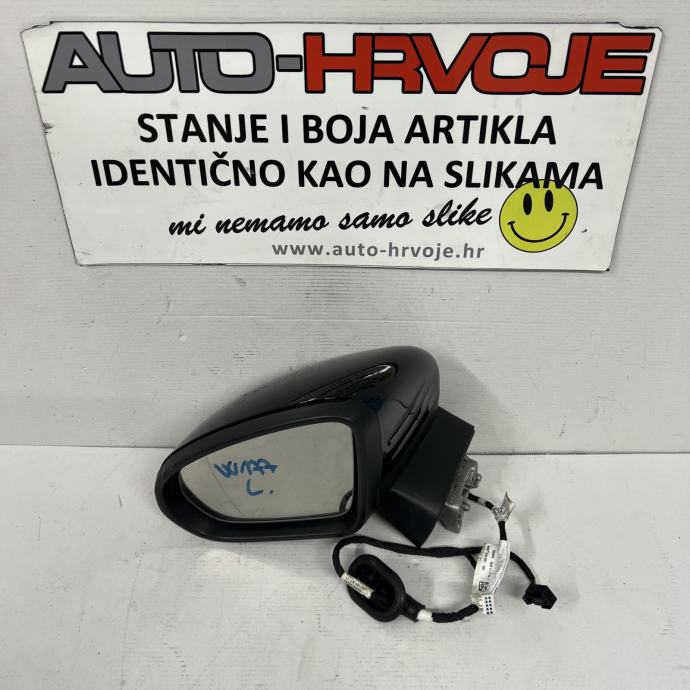 AUTO-HRVOJE
STANJE I BOJA ARTIKLA
IDENTIČNO KAO NA SLIKAMA
mi nemamo samo slike
www.auto-hrvoje.hr
W177
L.